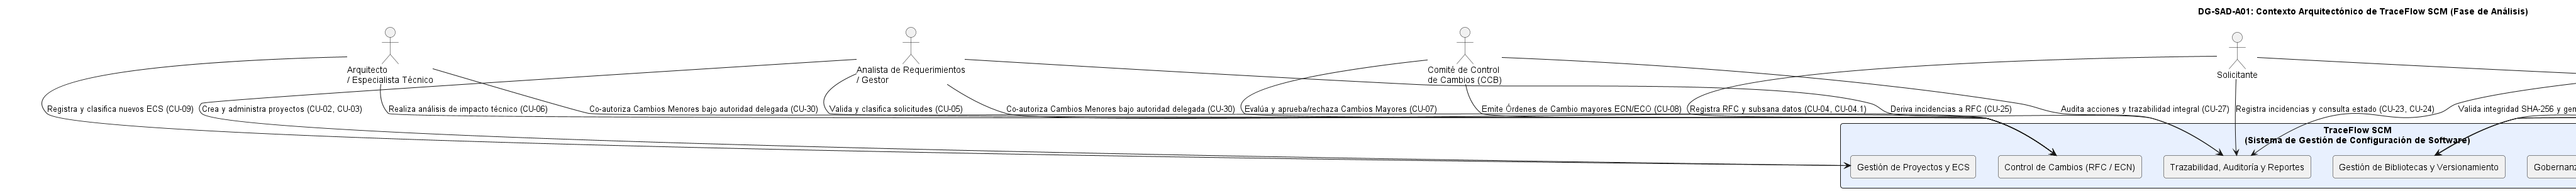 DG-SAD-A01: Contexto Arquitectónico de TraceFlow SCM (Fase de Análisis)
Arquitecto
/ Especialista Técnico
Analista de Requerimientos
/ Gestor
Comité de Control
de Cambios (CCB)
Solicitante
Registra y clasifica nuevos ECS (CU-09)
Crea y administra proyectos (CU-02, CU-03)
Realiza análisis de impacto técnico (CU-06)
Co-autoriza Cambios Menores bajo autoridad delegada (CU-30)
Valida y clasifica solicitudes (CU-05)
Co-autoriza Cambios Menores bajo autoridad delegada (CU-30)
Evalúa y aprueba/rechaza Cambios Mayores (CU-07)
Emite Órdenes de Cambio mayores ECN/ECO (CU-08)
Registra RFC y subsana datos (CU-04, CU-04.1)
Deriva incidencias a RFC (CU-25)
Audita acciones y trazabilidad integral (CU-27)
Registra incidencias y consulta estado (CU-23, CU-24)
Valida integridad SHA-256 y gen
TraceFlow SCM
(Sistema de Gestión de Configuración de Software)
Gestión de Proyectos y ECS
Control de Cambios (RFC / ECN)
Trazabilidad, Auditoría y Reportes
Gestión de Bibliotecas y Versionamiento
Gobernanz